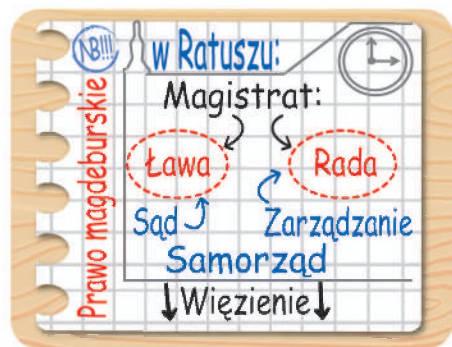 NB!!!
Prawo magdeburskie
w Ratuszu:
Magistrat:
Ława Rada
Sąd Zarządzanie
Samorząd
Więzienie